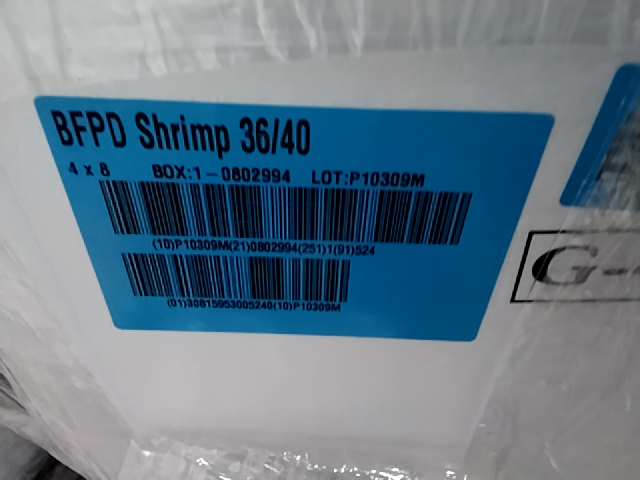 BFPD Shrimp 36/40
4 x 8 BOX:1-0802994 LOT:P10309M
(10)P10309M(21)0802994(251)1(91)524
(01)30815953005240(10)P10309M
G-